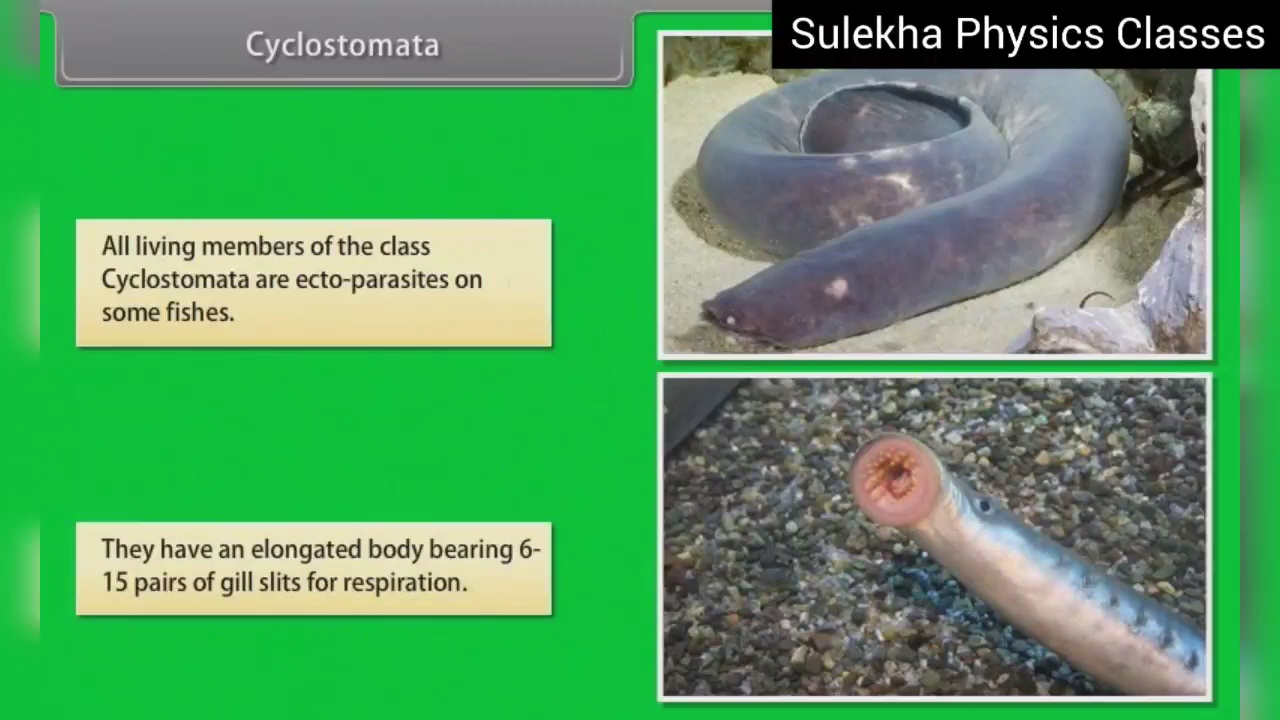 Cyclostomata
Sulekha Physics Classes
All living members of the class
Cyclostomata are ecto-parasites on
some fishes.
They have an elongated body bearing 6-
15 pairs of gill slits for respiration.